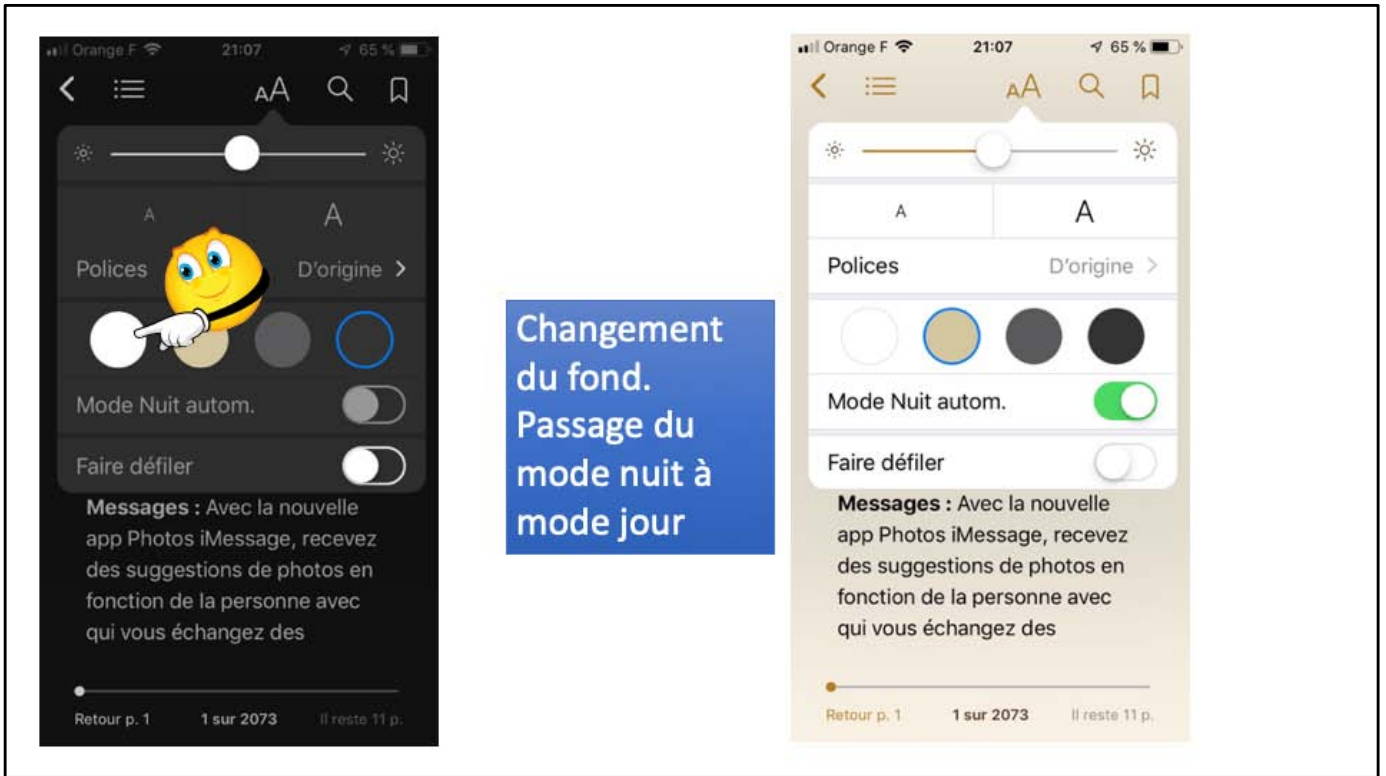 Orange F 21:07 65 %
AA
A A
Polices D'origine >
Mode Nuit autom.
Faire défiler
Messages : Avec la nouvelle
app Photos iMessage, recevez
des suggestions de photos en
fonction de la personne avec
qui vous échangez des
Retour p. 1 1 sur 2073 Il reste 11 p.
Changement
du fond.
Passage du
mode nuit à
mode jour
Orange F 21:07 65 %
AA
A A
Polices D'origine >
Mode Nuit autom.
Faire défiler
Messages : Avec la nouvelle
app Photos iMessage, recevez
des suggestions de photos en
fonction de la personne avec
qui vous échangez des
Retour p. 1 1 sur 2073 Il reste 11 p.